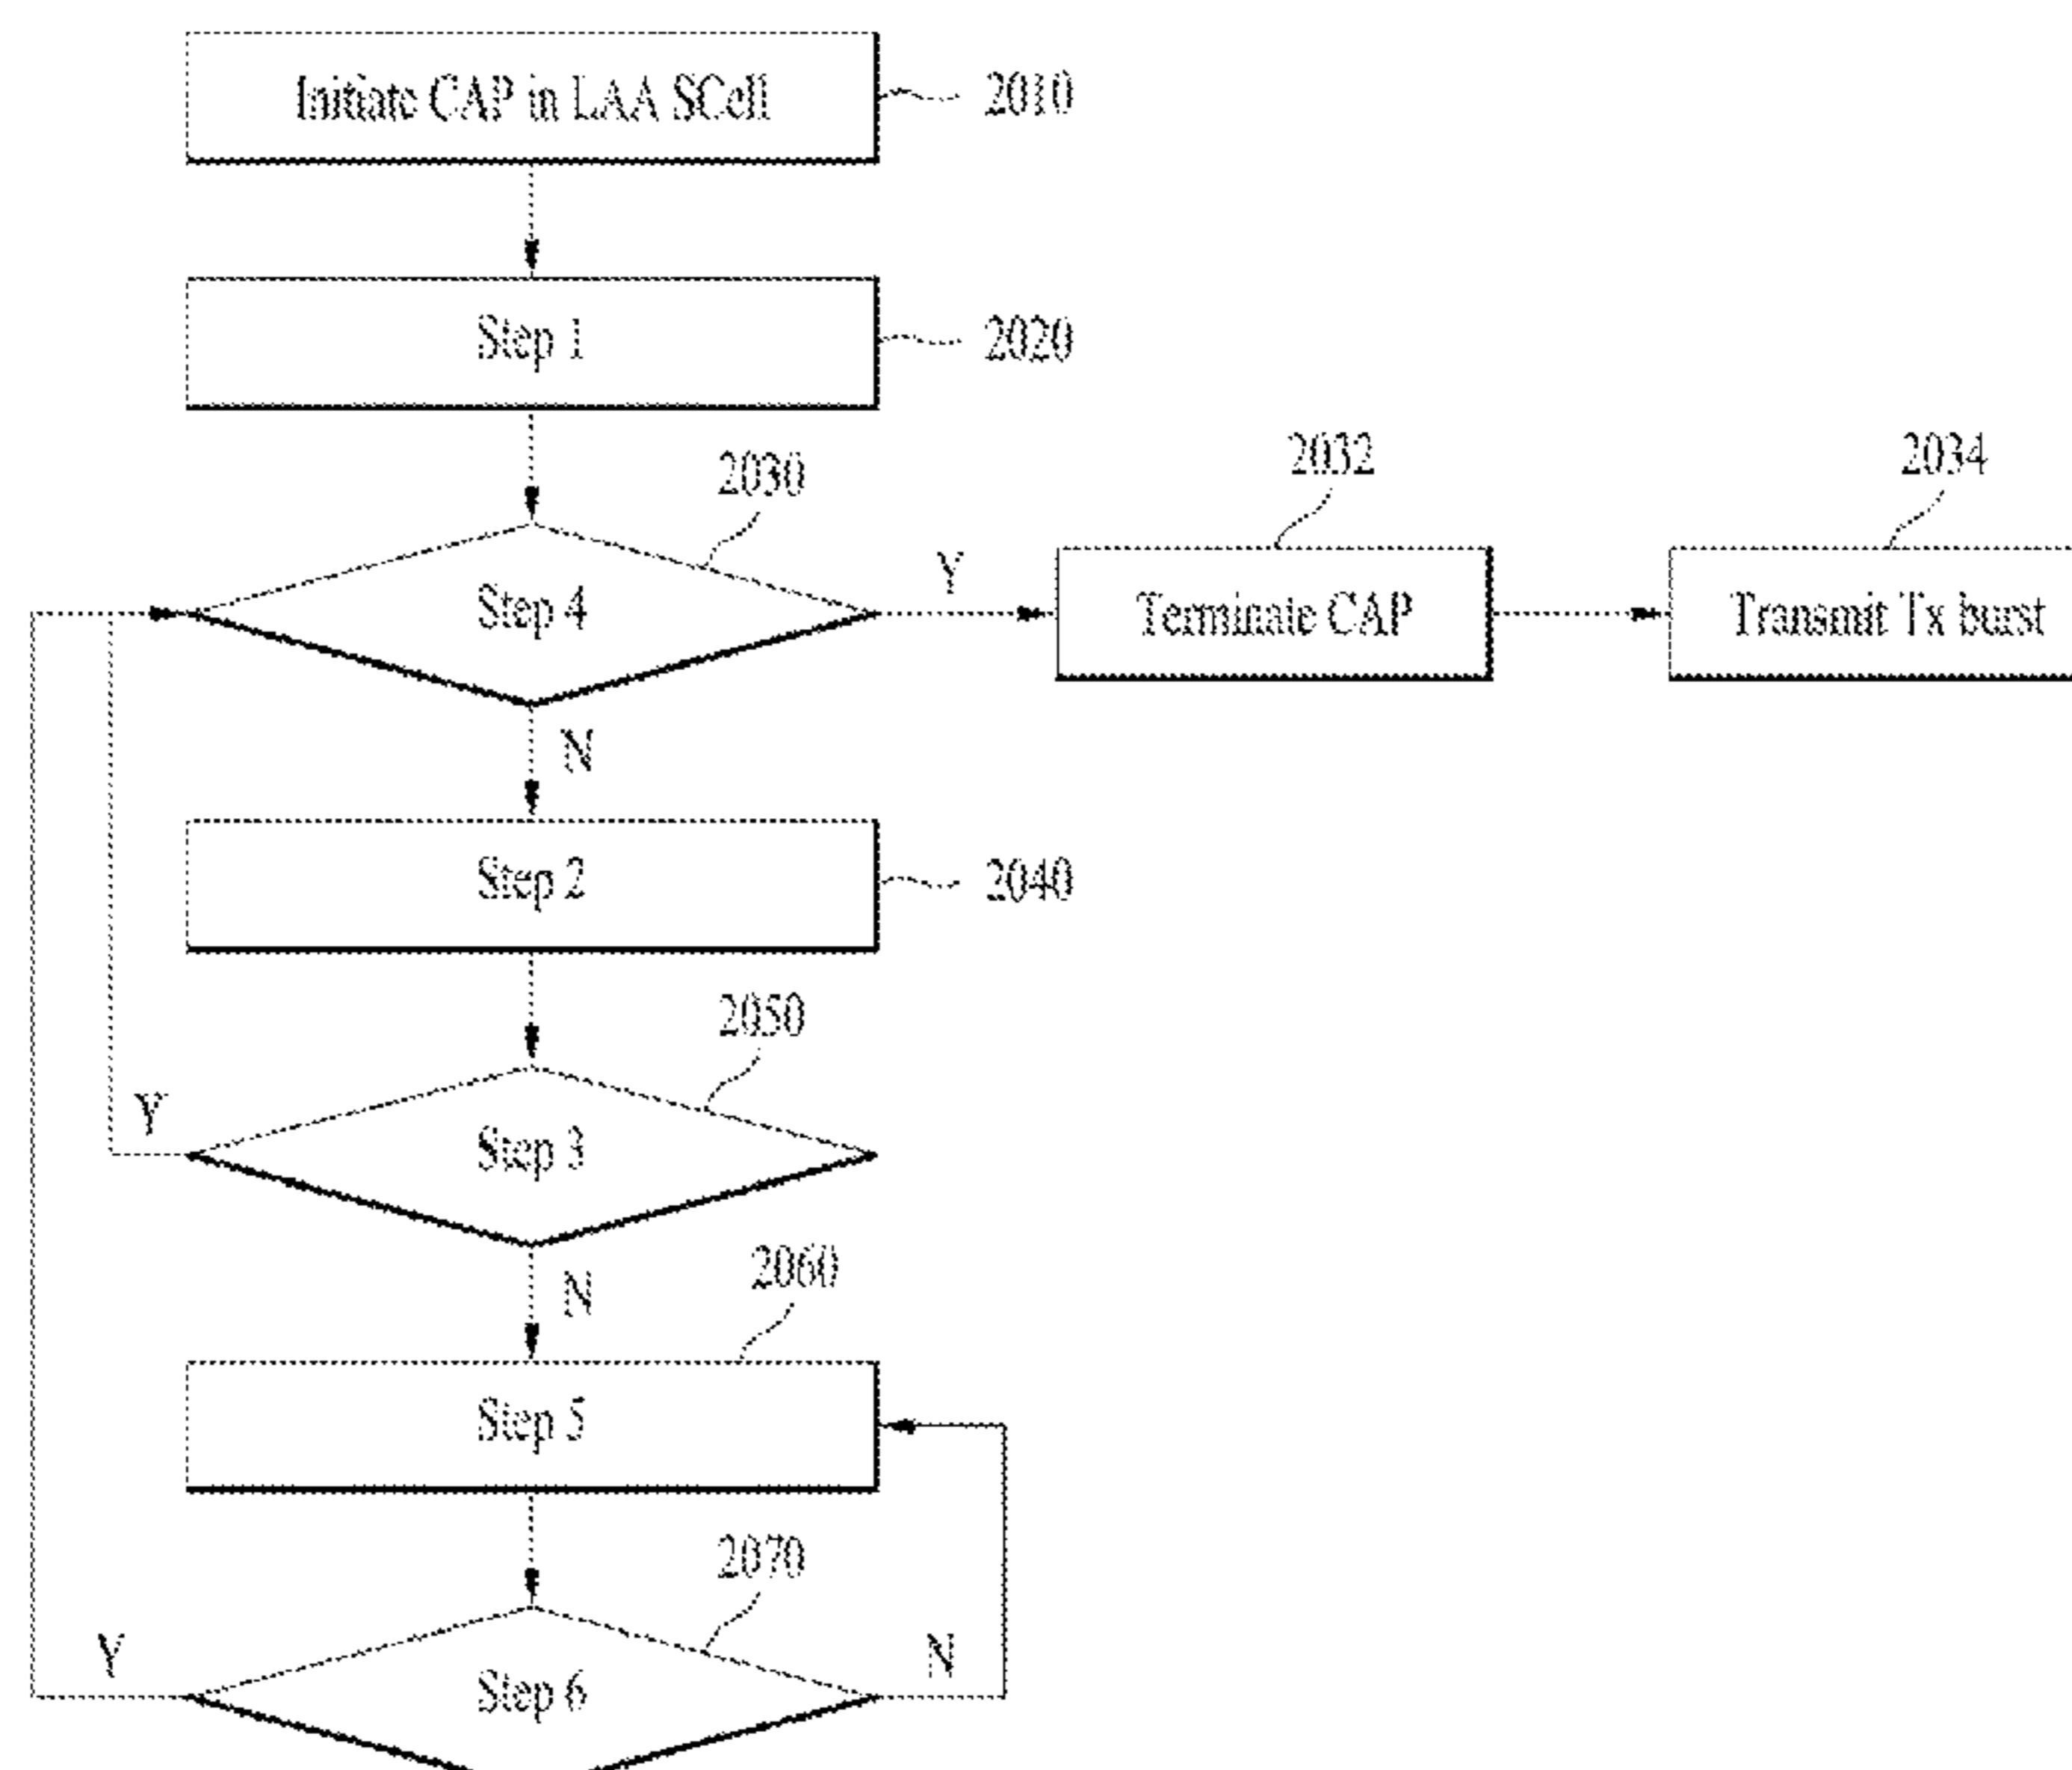 Initiate CAP in LAA SCell
2010
Step 1
2020
2030
2032
2034
Step 4
Y
Terminate CAP
Transmit Tx burst
N
Step 2
2040
2050
Y
Step 3
2060
N
Step 5
2070
Y
N
Step 6